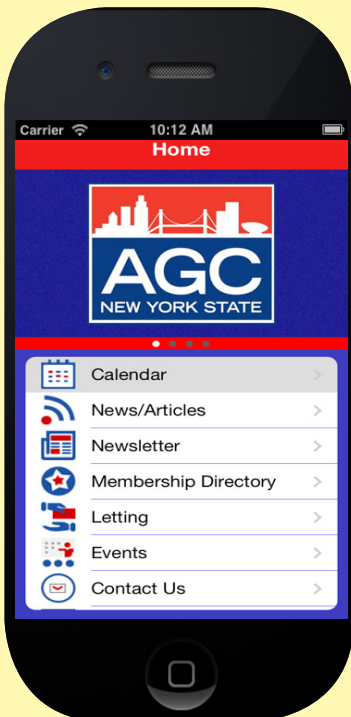 Carrier 10:12 AM
Home
AGC
NEW YORK STATE
Calendar
News/Articles
Newsletter
Membership Directory
Letting
Events
Contact Us